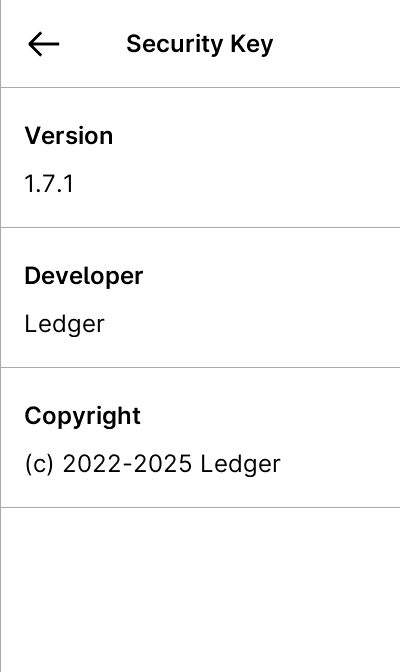 Security Key
Version
1.7.1
Developer
Ledger
Copyright
(c) 2022-2025 Ledger